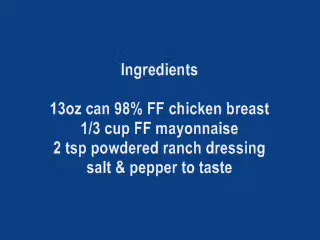 Ingredients
13oz can 98% FF chicken breast
1/3 cup FF mayonnaise
2 tsp powdered ranch dressing
salt & pepper to taste